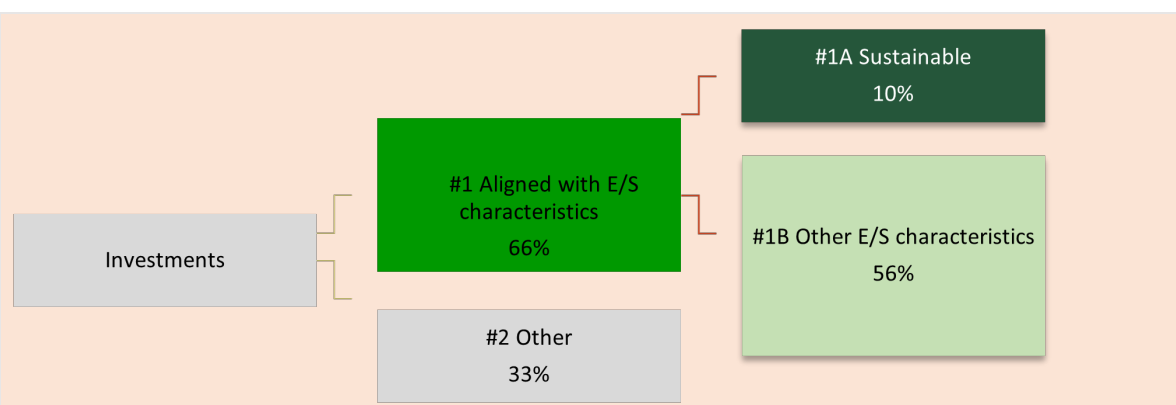 Investments
#1 Aligned with E/S
characteristics
66%
#2 Other
33%
#1A Sustainable
10%
#1B Other E/S characteristics
56%